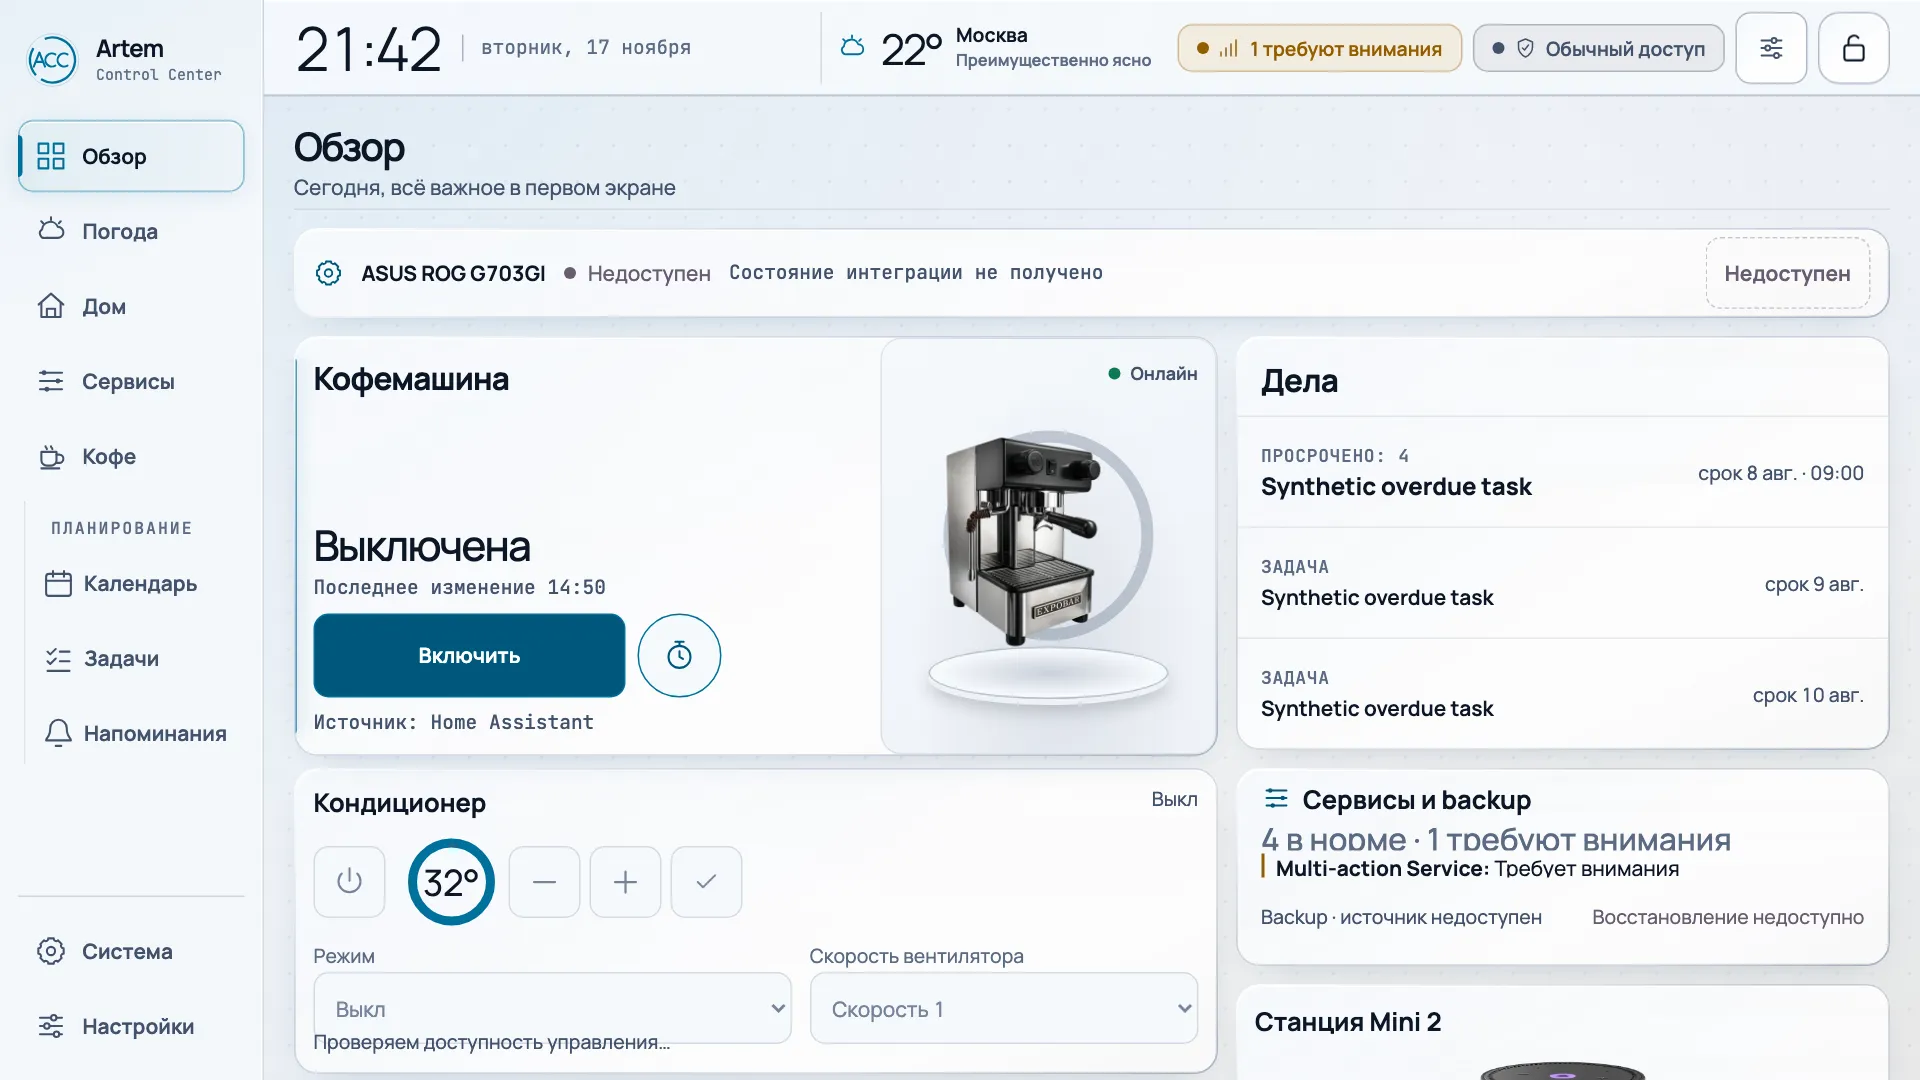 ACC
Artem
Control Center
Обзор
Погода
Дом
Сервисы
Кофе
ПЛАНИРОВАНИЕ
Календарь
Задачи
Напоминания
Система
Настройки
21:42
вторник, 17 ноября
22°
Москва
Преимущественно ясно
1 требуют внимания
Обычный доступ
Обзор
Сегодня, всё важное в первом экране
ASUS ROG G703GI
Недоступен
Состояние интеграции не получено
Недоступен
Кофемашина
Онлайн
EXPOBAR
Выключена
Последнее изменение 14:50
Включить
Источник: Home Assistant
Дела
ПРОСРОЧЕНО: 4
Synthetic overdue task
срок 8 авг. · 09:00
ЗАДАЧА
Synthetic overdue task
срок 9 авг.
ЗАДАЧА
Synthetic overdue task
срок 10 авг.
Кондиционер
Выкл
32°
Режим
Выкл
Скорость вентилятора
Скорость 1
Проверяем доступность управления…
Сервисы и backup
4 в норме · 1 требуют внимания
Multi-action Service: Требует внимания
Backup · источник недоступен
Восстановление недоступно
Станция Mini 2